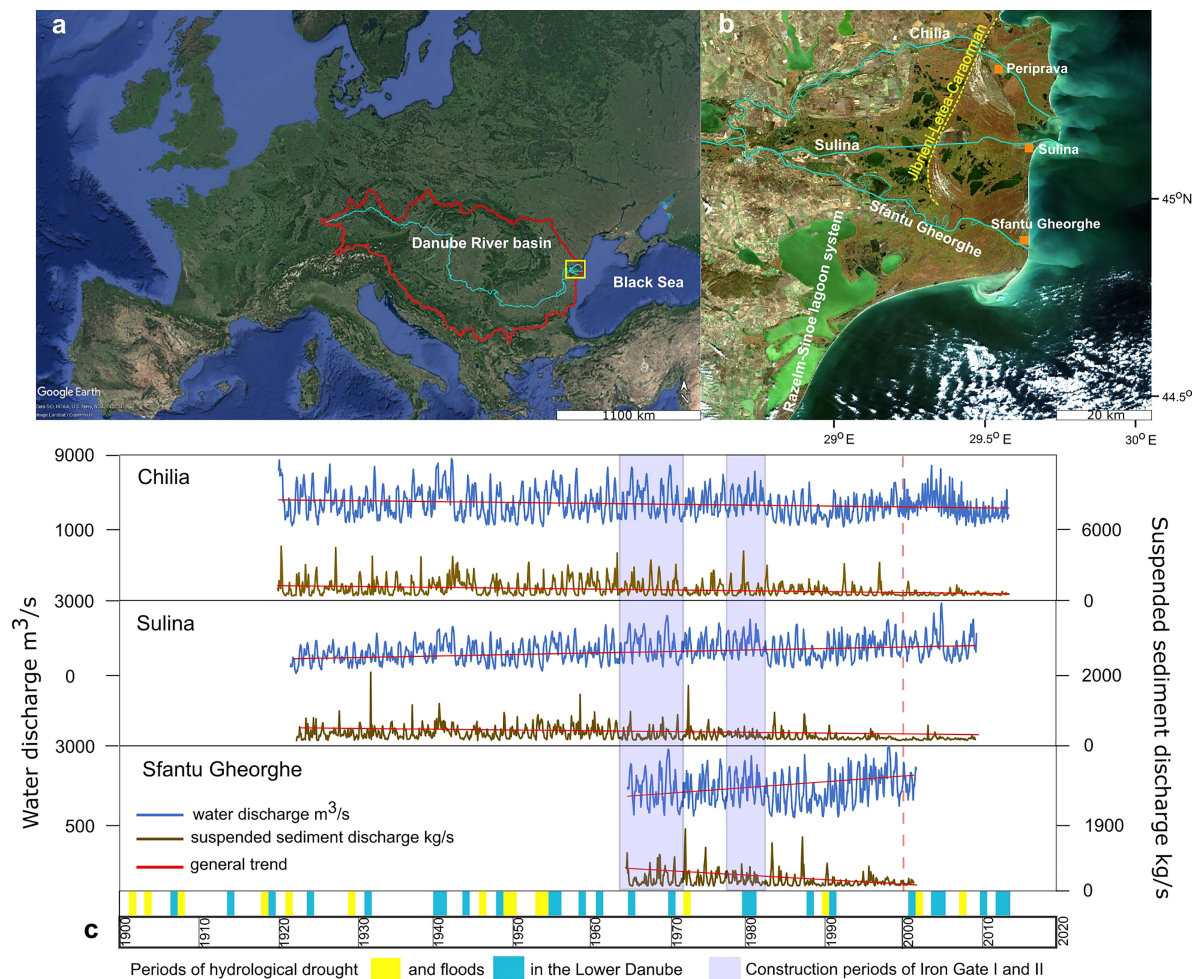 a
Danube River basin
Black Sea
Google Earth
1100 km
b
Chilia
Periprava
Jibrieni-Letea-Caraorman
Sulina
Sulina
Sfantu Gheorghe
Sfantu Gheorghe
Razelm-Sinoe lagoon system
20 km
45°N
44.5°
29° E
29.5° E
30° E
Water discharge m³/s
Suspended sediment discharge kg/s
9000
Chilia
1000
6000
3000
0
Sulina
0
2000
3000
0
Sfantu Gheorghe
water discharge m³/s
500
1900
suspended sediment discharge kg/s
general trend
0
c
1900
1910
1920
1930
1940
1950
1960
1970
1980
1990
2000
2010
2020
Periods of hydrological drought and floods in the Lower Danube Construction periods of Iron Gate I and II